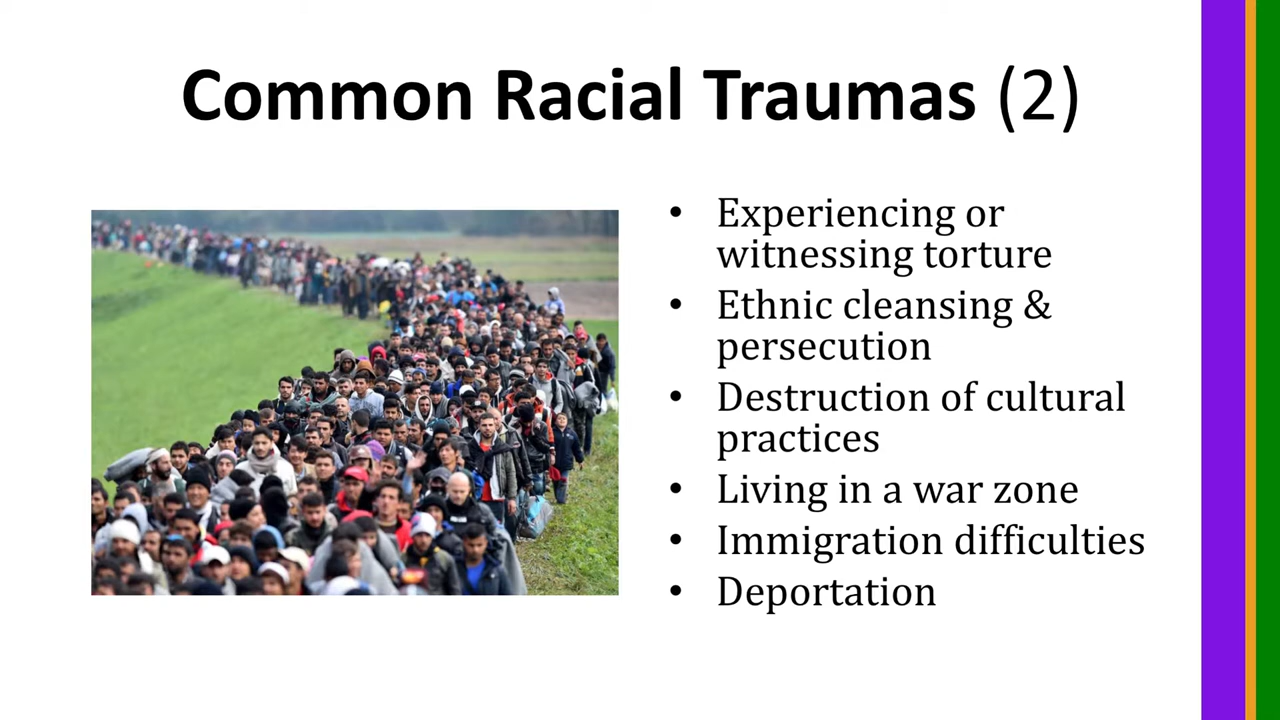 Common Racial Traumas (2)
• Experiencing or
witnessing torture
• Ethnic cleansing &
persecution
• Destruction of cultural
practices
• Living in a war zone
• Immigration difficulties
• Deportation